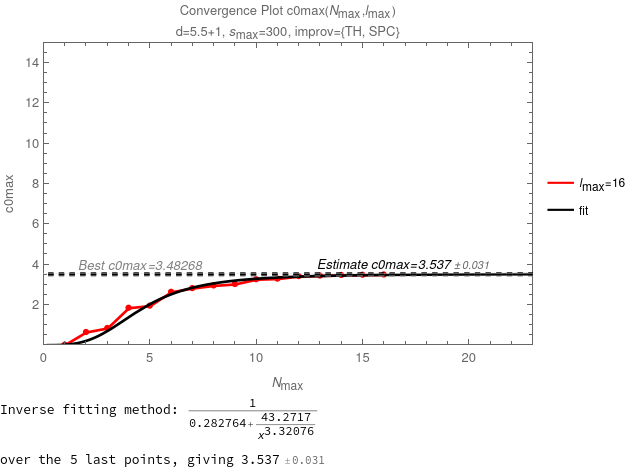 Convergence Plot c0max(Nmax,lmax)
d=5.5+1, smax=300, improv={TH, SPC}
14
12
10
8
6
4
2
c0max
Best c0max=3.48268
Estimate c0max=3.537 ±0.031
lmax=16
fit
0 5 10 15 20
Nmax
Inverse fitting method: 1
0.282764+ 43.2717
x3.32076
over the 5 last points, giving 3.537 ±0.031